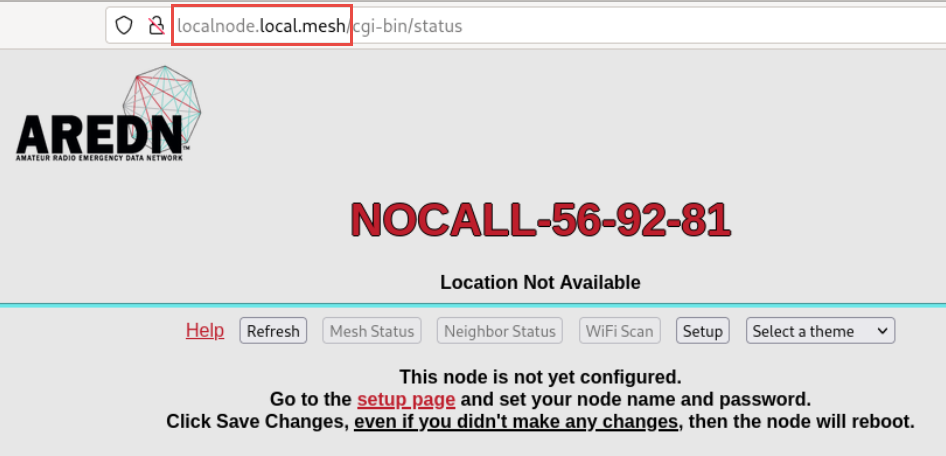 localnode.local.mesh/cgi-bin/status
AREDN™
AMATEUR RADIO EMERGENCY DATA NETWORK
NOCALL-56-92-81
Location Not Available
Help Refresh Mesh Status Neighbor Status WiFi Scan Setup Select a theme
This node is not yet configured.
Go to the setup page and set your node name and password.
Click Save Changes, even if you didn't make any changes, then the node will reboot.